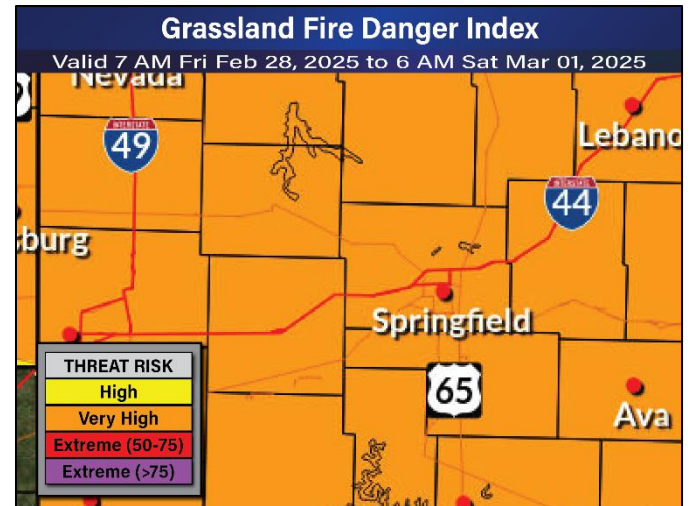 Grassland Fire Danger Index
Valid 7 AM Fri Feb 28, 2025 to 6 AM Sat Mar 01, 2025
Nevada
INTERSTATE
49
Lebano
INTERSTATE
44
sburg
Springfield
65
Ava
THREAT RISK
High
Very High
Extreme (50-75)
Extreme (>75)